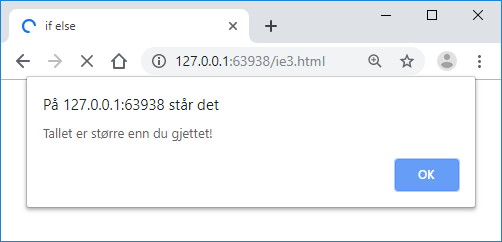 if else
127.0.0.1:63938/ie3.html
På 127.0.0.1:63938 står det
Tallet er større enn du gjettet!
OK